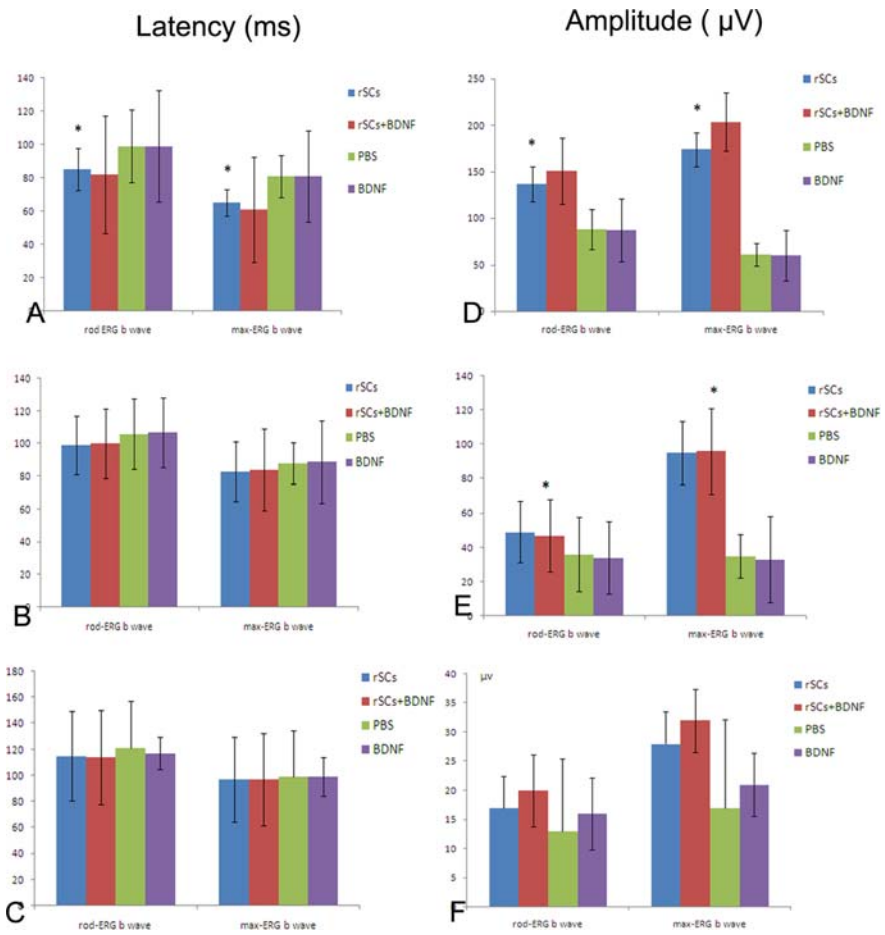 Latency (ms)
Amplitude ( µV)
140
120
100
80
60
40
20
0
*
*
rSCs
rSCs+BDNF
PBS
BDNF
A
rod ERG b wave
max-ERG b wave
250
200
150
100
50
0
*
*
rSCs
rSCs+BDNF
PBS
BDNF
D
rod-ERG b wave
max-ERG b wave
140
120
100
80
60
40
20
0
rSCs
rSCs+BDNF
PBS
BDNF
B
rod-ERG b wave
max-ERG b wave
140
120
100
80
60
40
20
0
*
*
rSCs
rSCs+BDNF
PBS
BDNF
E
rod-ERG b wave
max-ERG b wave
180
160
140
120
100
80
60
40
20
0
rSCs
rSCs+BDNF
PBS
BDNF
C
rod-ERG b wave
max-ERG b wave
40
35
30
25
20
15
10
5
0
µv
rSCs
rSCs+BDNF
PBS
BDNF
F
rod-ERG b wave
max-ERG b wave